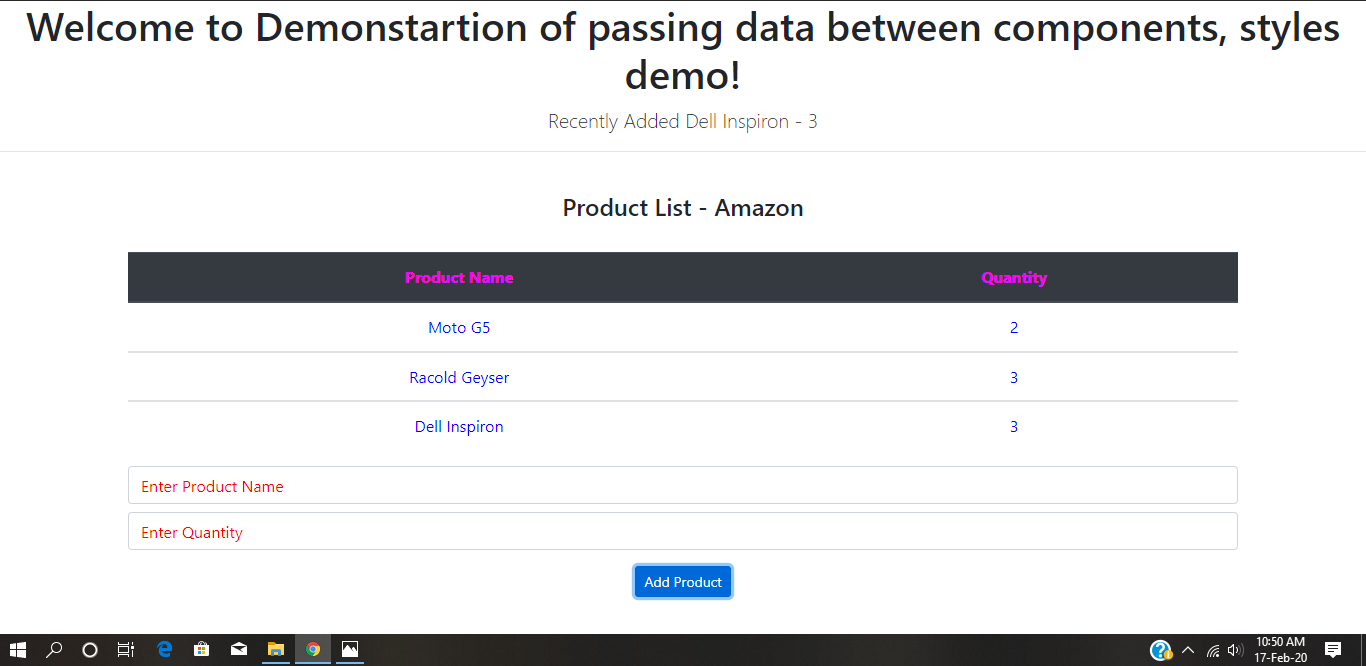 Welcome to Demonstartion of passing data between components, styles
demo!
Recently Added Dell Inspiron - 3
Product List - Amazon
Product Name Quantity
Moto G5 2
Racold Geyser 3
Dell Inspiron 3
Enter Product Name
Enter Quantity
Add Product
10:50 AM
17-Feb-20